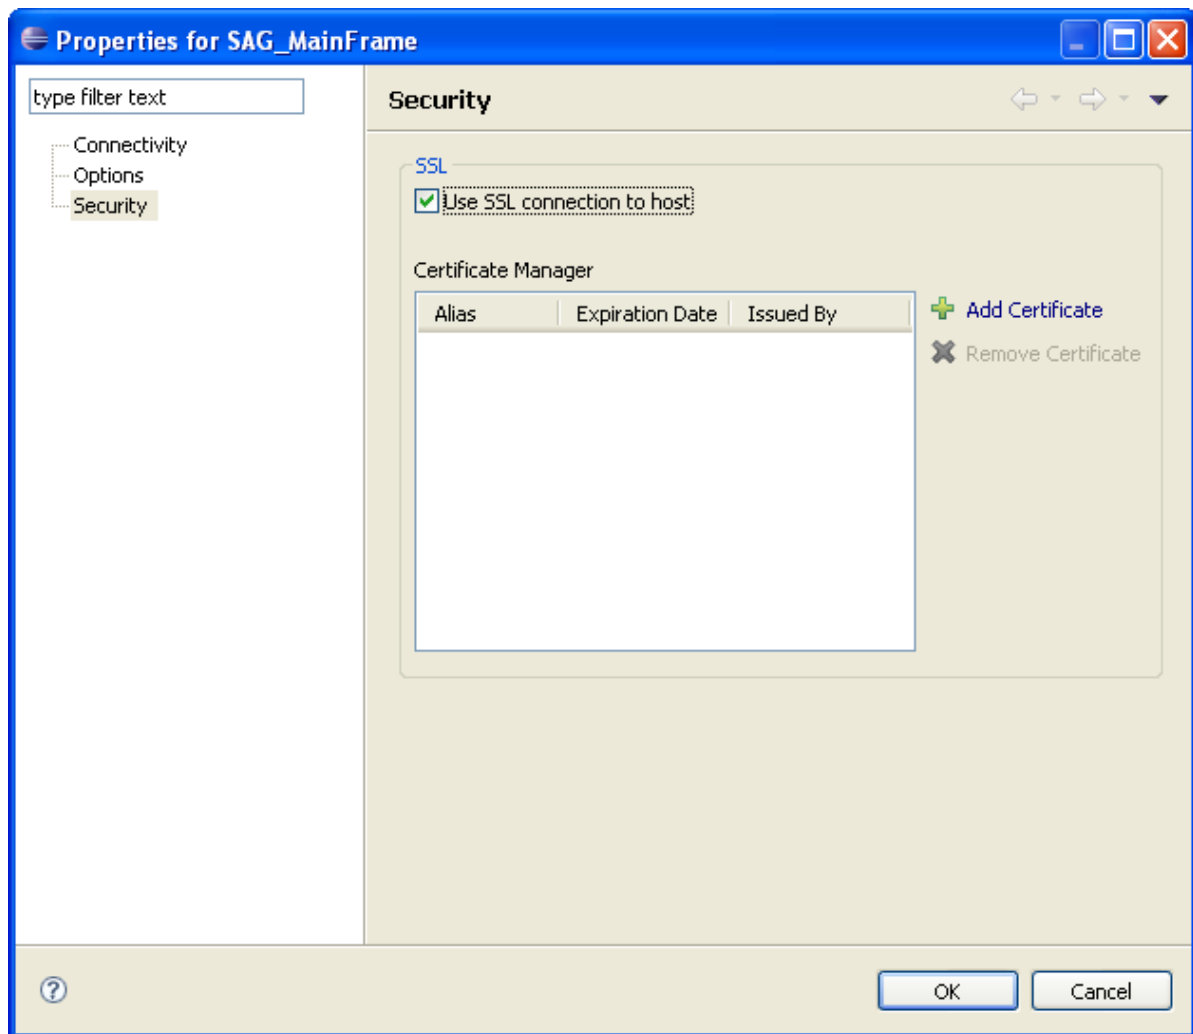 Properties for SAG_MainFrame
type filter text
Connectivity
Options
Security
Security
SSL
Use SSL connection to host
Certificate Manager
Alias Expiration Date Issued By
Add Certificate
Remove Certificate
? 
OK Cancel